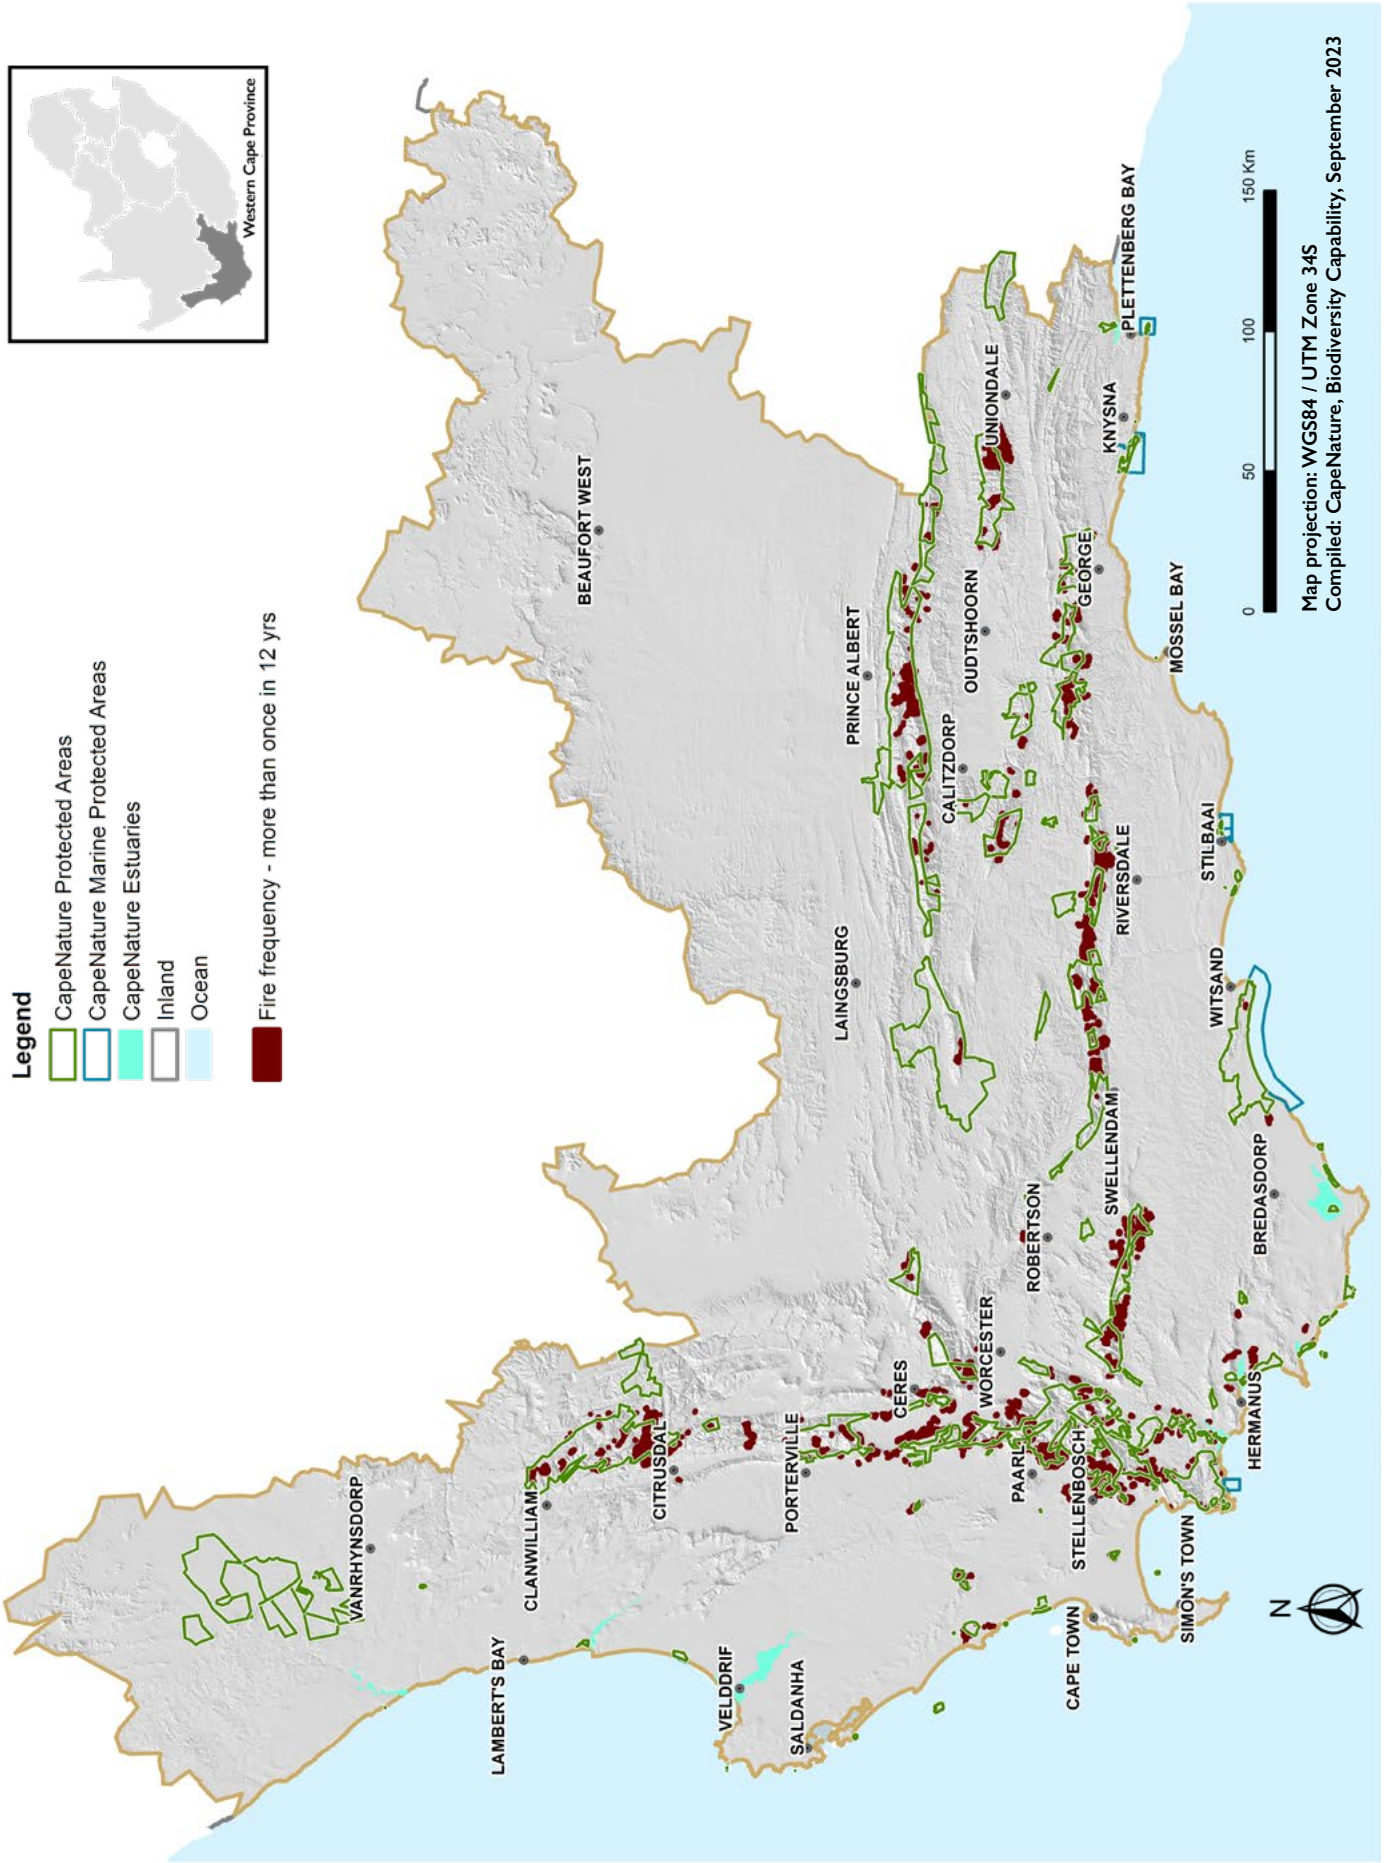 Legend
CapeNature Protected Areas
CapeNature Marine Protected Areas
CapeNature Estuaries
Inland
Ocean
Fire frequency - more than once in 12 yrs
Western Cape Province
VANRHYNSDORP
LAMBERT'S BAY
CLANWILLIAM
CITRUSDAL
VELDDRIF
SALDANHA
PORTERVILLE
CERES
WORCESTER
PAARL
STELLENBOSCH
CAPE TOWN
SIMON'S TOWN
HERMANUS
ROBERTSON
SWELLENDAM
BREDASDORP
LAINGSBURG
WITSAND
RIVERSDALE
STILBAAI
PRINCE ALBERT
CALITZDORP
OUDTSHOORN
MOSSEL BAY
GEORGE
BEAUFORT WEST
UNIONDALE
KNYSNA
PLETTENBERG BAY
N
0 50 100 150 Km
Map projection: WGS84 / UTM Zone 34S
Compiled: CapeNature, Biodiversity Capability, September 2023